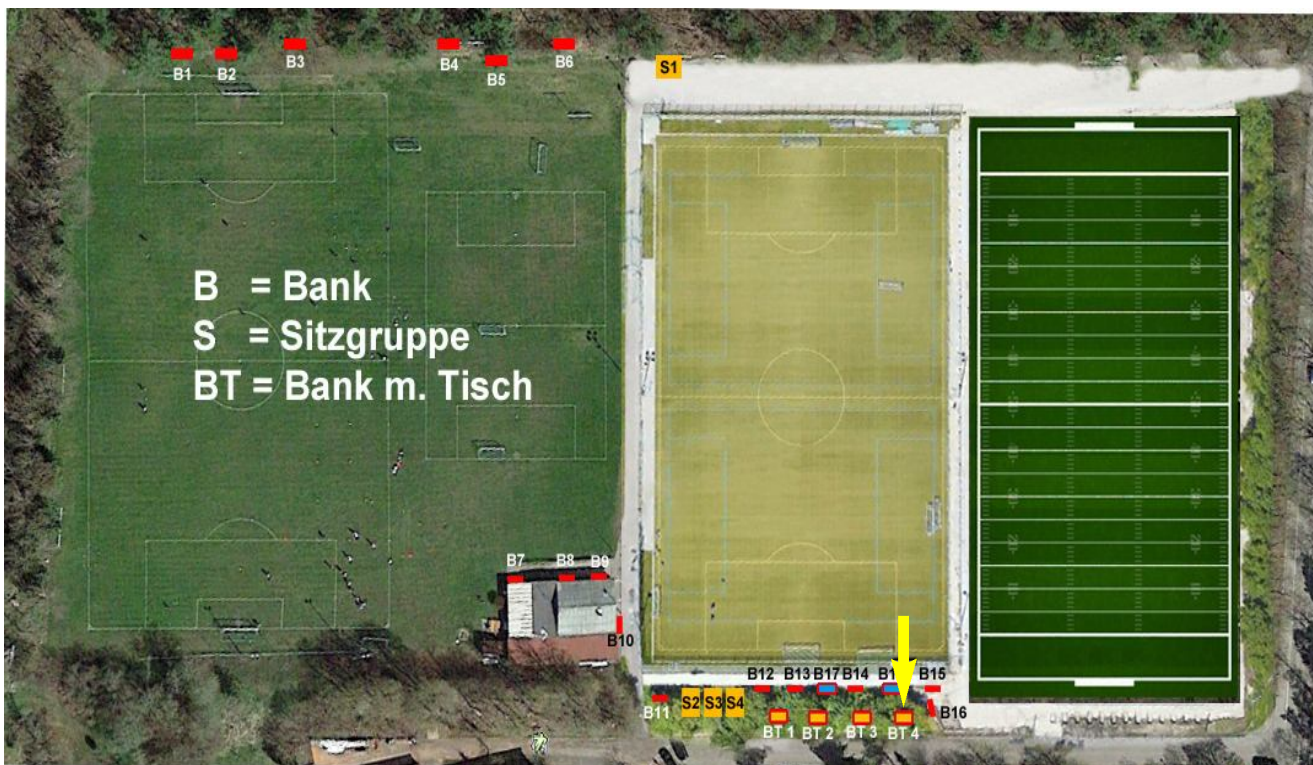 B1
B2
B3
B4
B5
B6
S1
B = Bank
S = Sitzgruppe
BT = Bank m. Tisch
B7
B8
B9
B10
B12
B13
B17
B14
B15
B11
S2
S3
S4
B16
BT 1
BT 2
BT 3
BT 4